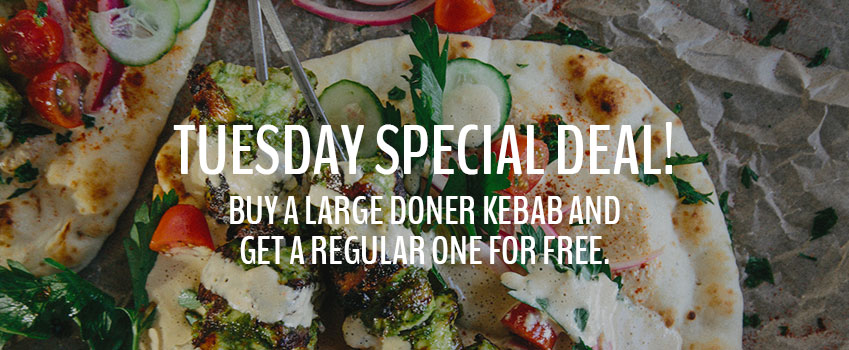 TUESDAY SPECIAL DEAL!
BUY A LARGE DONER KEBAB AND
GET A REGULAR ONE FOR FREE.